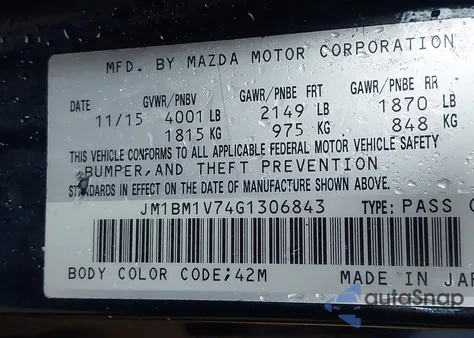 MFD. BY MAZDA MOTOR CORPORATION
DATE GVWR/PNBV GAWR/PNBE FRT GAWR/PNBE RR
11/15 4001 LB 2149 LB 1870 LB
1815 KG 975 KG 848 KG
THIS VEHICLE CONFORMS TO ALL APPLICABLE FEDERAL MOTOR VEHICLE SAFETY
BUMPER, AND THEFT PREVENTION
STANDARDS IN EFFECT ON THE DATE OF MANUFACTURE SHOWN ABOVE.
JM1BM1V74G1306843 TYPE: PASS
BODY COLOR CODE;42M MADE IN JAP
autoSnap